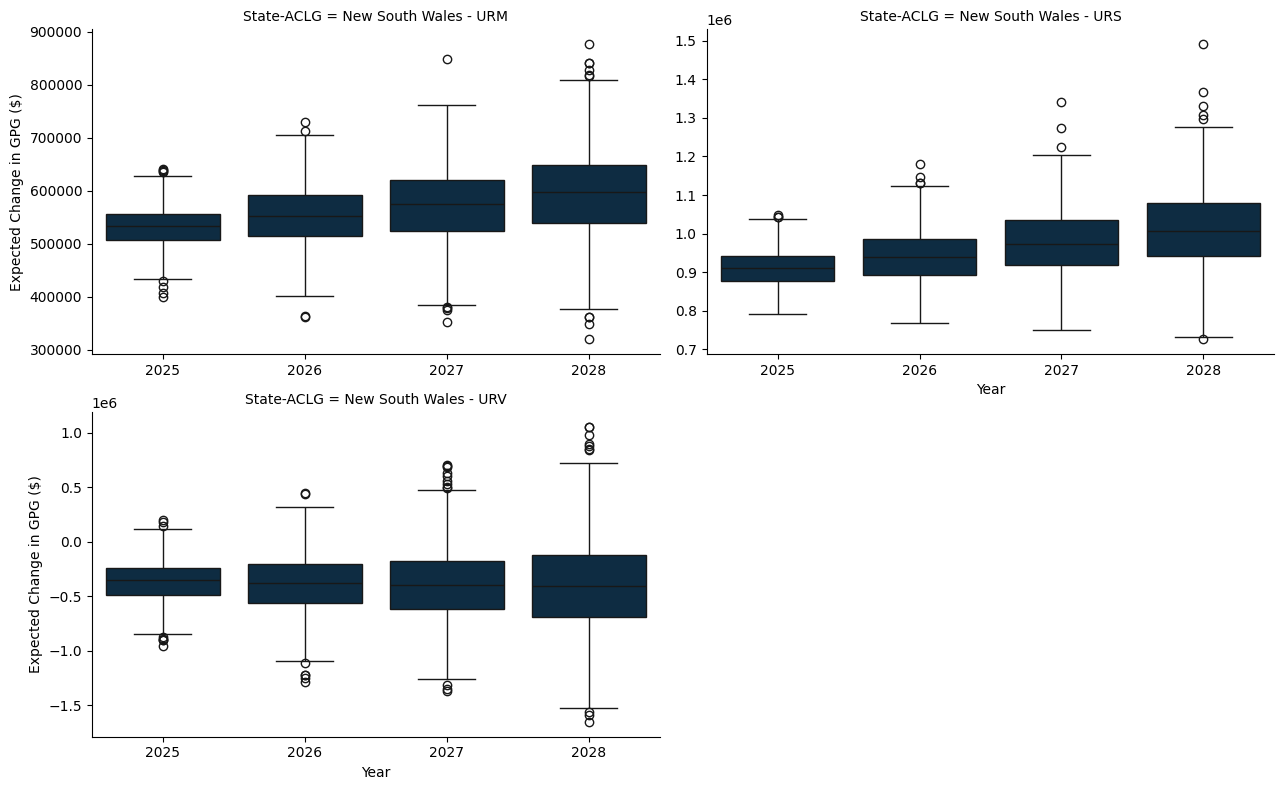 State-ACLG = New South Wales - URM
Expected Change in GPG ($)
900000
800000
700000
600000
500000
400000
300000
2025 2026 2027 2028
State-ACLG = New South Wales - URS
1e6
1.5
1.4
1.3
1.2
1.1
1.0
0.9
0.8
0.7
2025 2026 2027 2028
Year
State-ACLG = New South Wales - URV
1e6
Expected Change in GPG ($)
1.0
0.5
0.0
−0.5
−1.0
−1.5
2025 2026 2027 2028
Year